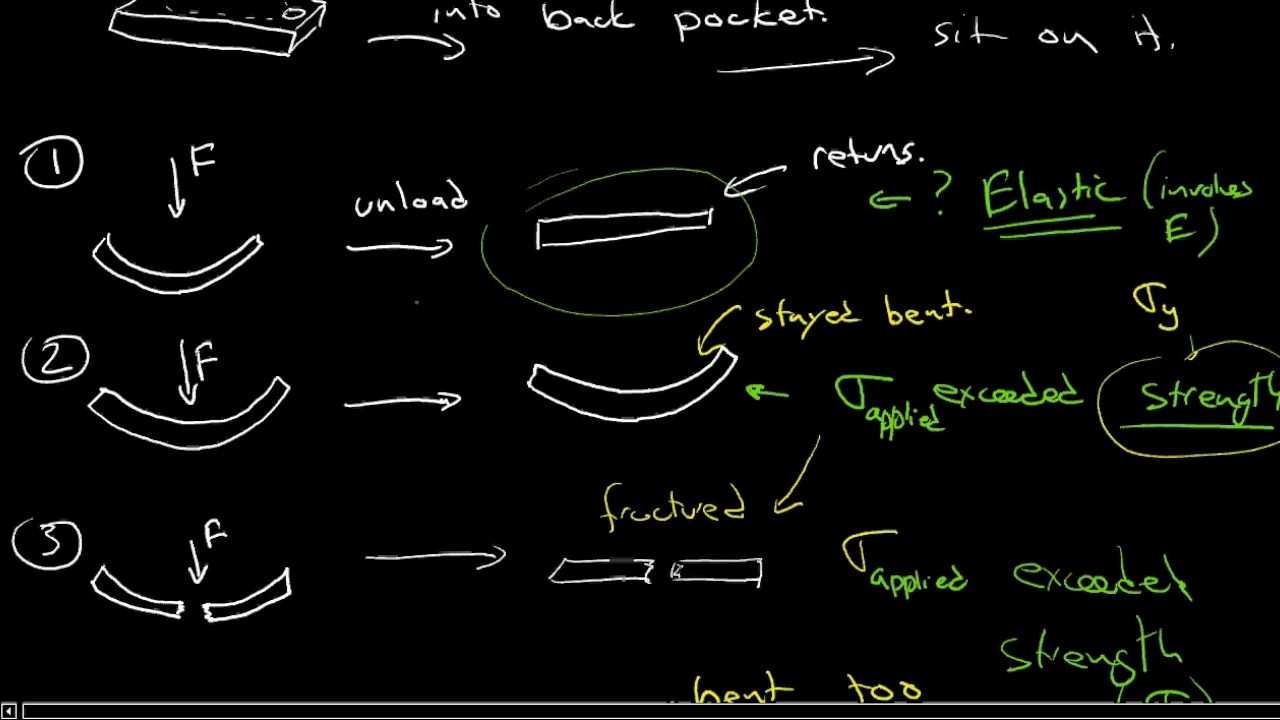 into back pocket. sit on it.
1 F unload returns.
← ? Elastic (involves E)
2 F stayed bent. σy
σapplied exceeded strength
fractured
3 F σapplied exceeded
strength
bent too